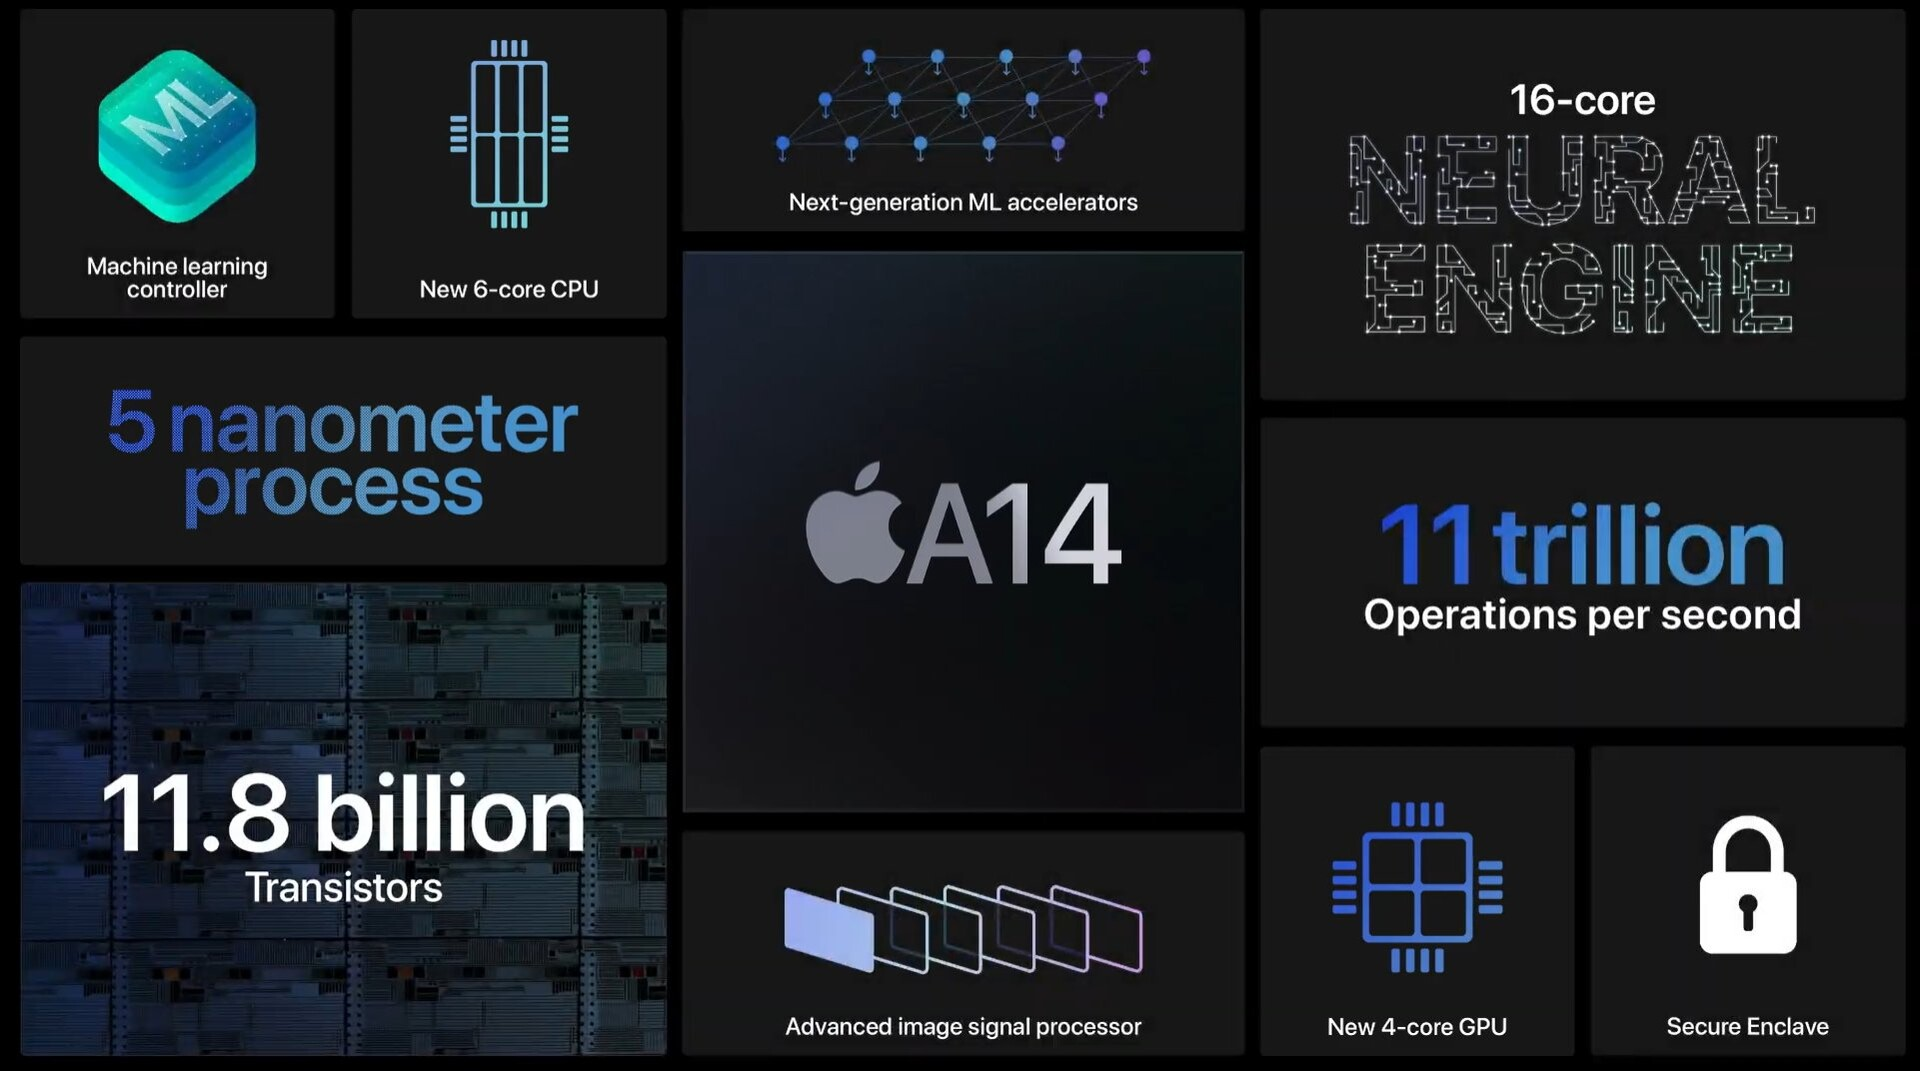 ML
Machine learning
controller
New 6-core CPU
Next-generation ML accelerators
16-core
NEURAL
ENGINE
5 nanometer
process
A14
11 trillion
Operations per second
11.8 billion
Transistors
Advanced image signal processor
New 4-core GPU
Secure Enclave